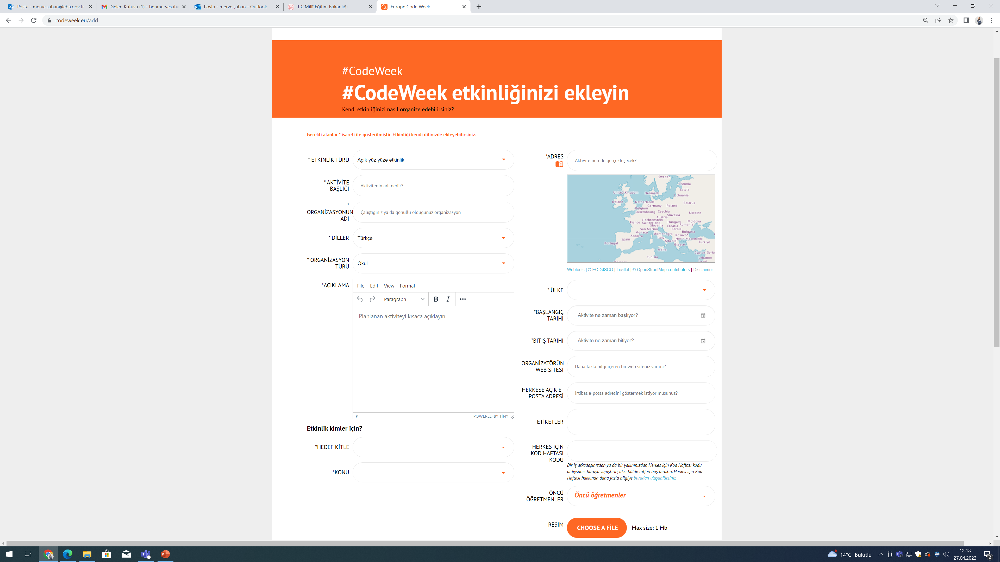 Posta - merve.saban@eba.gov.tr
Gelen Kutusu (1) - benmervesaba
Posta - merve şaban - Outlook
T.C.Millî Eğitim Bakanlığı
Europe Code Week
codeweek.eu/add
#CodeWeek
#CodeWeek etkinliğinizi ekleyin
Kendi etkinliğinizi nasıl organize edebilirsiniz?
Gerekli alanlar * işareti ile gösterilmiştir. Etkinliği kendi dilinizde ekleyebilirsiniz.
* ETKİNLİK TÜRÜ
Açık yüz yüze etkinlik
* AKTİVİTE
BAŞLIĞI
Aktivitenin adı nedir?
*
ORGANİZASYONUN
ADI
Çalıştığınız ya da gönüllü olduğunuz organizasyon
* DİLLER
Türkçe
* ORGANİZASYON
TÜRÜ
Okul
*AÇIKLAMA
File Edit View Format
Paragraph B I
Planlanan aktiviteyi kısaca açıklayın.
P
POWERED BY TİNY
Etkinlik kimler için?
*HEDEF KİTLE
*KONU
*ADRES
Aktivite nerede gerçekleşecek?
Sweden
Estonia
Latvia
United Kingdom
Denmark
Lithuania
Ireland
Netherlands
Belarus
Germany
Poland
Belgium
Luxembourg
Czechia
Ukraine
Slovakia
Austria
Liechtenstein
France
Switzerland
Hungary
Moldova
Slovenia
Croatia
Romania
San Marino
Serbia
Monaco
Bulgaria
Andorra
Montenegro
Kosovo*
Italy
North Macedonia
Spain
Albania
Portugal
Greece
Türkiye
Malta
Cyprus
Syria
Tunisia
Lebanon
Morocco
Israel
Webtools | © EC-GISCO | Leaflet | © OpenStreetMap contributors | Disclaimer
* ÜLKE
*BAŞLANGIÇ
TARİHİ
Aktivite ne zaman başlıyor?
*BİTİŞ TARİHİ
Aktivite ne zaman bitiyor?
ORGANİZATÖRÜN
WEB SİTESİ
Daha fazla bilgi içeren bir web siteniz var mı?
HERKESE AÇIK E-
POSTA ADRESİ
İrtibat e-posta adresini göstermek istiyor musunuz?
ETİKETLER
HERKES İÇİN
KOD HAFTASI
KODU
Bir iş arkadaşınızdan ya da bir yakınınızdan Herkes için Kod Haftası kodu
aldıysanız buraya yapıştırın, aksi hâlde lütfen boş bırakın. Herkes için Kod
Haftası hakkında daha fazla bilgiye buradan ulaşabilirsiniz
ÖNCÜ
ÖĞRETMENLER
Öncü öğretmenler
RESİM
CHOOSE A FİLE
Max size: 1 Mb
14°C Bulutlu
12:18
27.04.2023
2